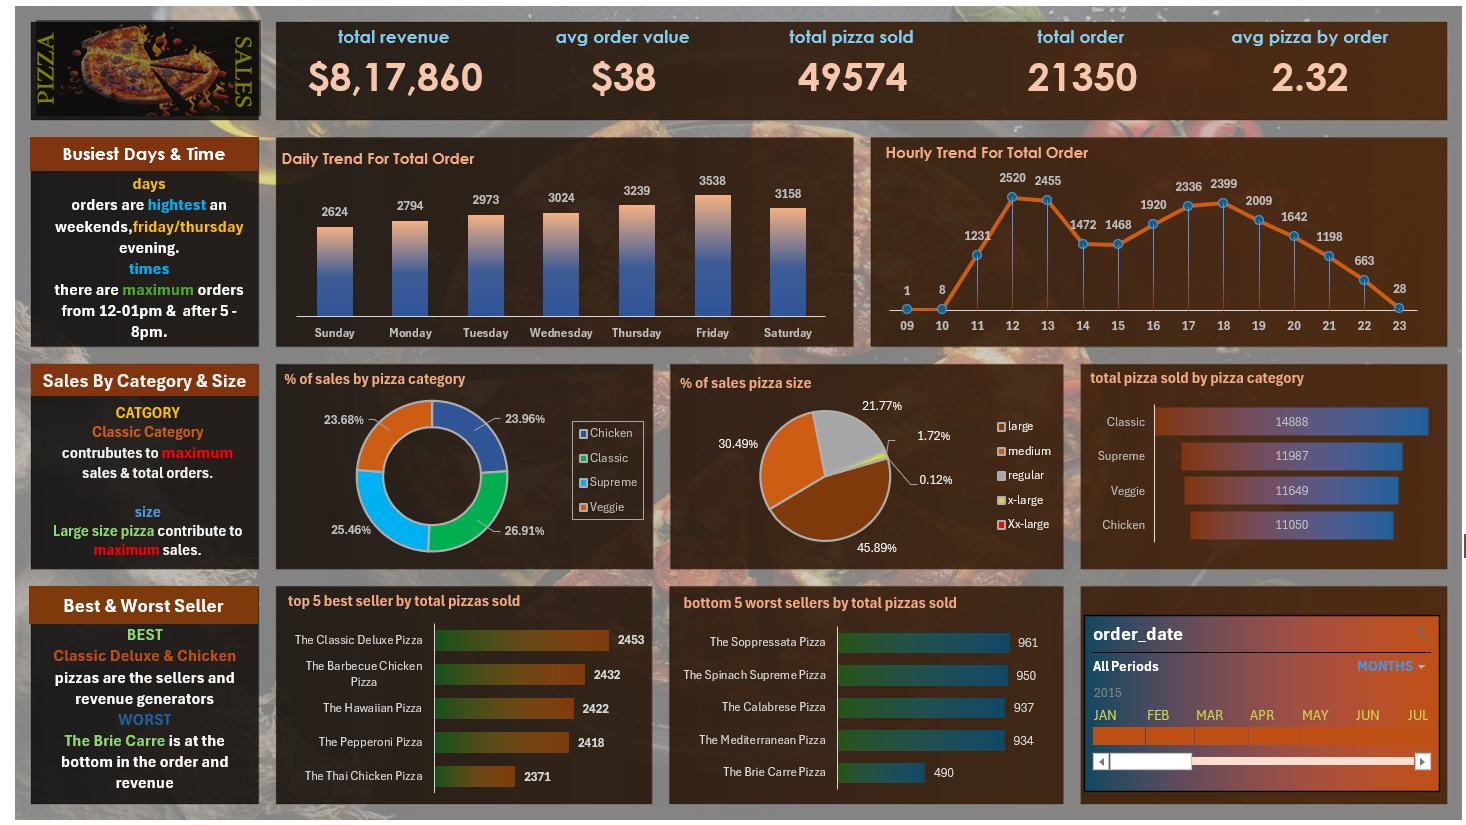 PIZZA
SALES
total revenue
$8,17,860
avg order value
$38
total pizza sold
49574
total order
21350
avg pizza by order
2.32
Busiest Days & Time
days
orders are hightest an
weekends,friday/thursday
evening.
times
there are maximum orders
from 12-01pm & after 5 -
8pm.
Daily Trend For Total Order
2624
2794
2973
3024
3239
3538
3158
Sunday
Monday
Tuesday
Wednesday
Thursday
Friday
Saturday
Hourly Trend For Total Order
1
8
1231
2520
2455
1472
1468
1920
2336
2399
2009
1642
1198
663
28
09
10
11
12
13
14
15
16
17
18
19
20
21
22
23
Sales By Category & Size
CATGORY
Classic Category
contrubutes to maximum
sales & total orders.
size
Large size pizza contribute to
maximum sales.
% of sales by pizza category
23.68%
23.96%
25.46%
26.91%
Chicken
Classic
Supreme
Veggie
% of sales pizza size
21.77%
1.72%
30.49%
0.12%
45.89%
large
medium
regular
x-large
Xx-large
total pizza sold by pizza category
Classic
14888
Supreme
11987
Veggie
11649
Chicken
11050
Best & Worst Seller
BEST
Classic Deluxe & Chicken
pizzas are the sellers and
revenue generators
WORST
The Brie Carre is at the
bottom in the order and
revenue
top 5 best seller by total pizzas sold
The Classic Deluxe Pizza
2453
The Barbecue Chicken
Pizza
2432
The Hawaiian Pizza
2422
The Pepperoni Pizza
2418
The Thai Chicken Pizza
2371
bottom 5 worst sellers by total pizzas sold
The Soppressata Pizza
961
The Spinach Supreme Pizza
950
The Calabrese Pizza
937
The Mediterranean Pizza
934
The Brie Carre Pizza
490
order_date
All Periods
MONTHS
2015
JAN
FEB
MAR
APR
MAY
JUN
JUL